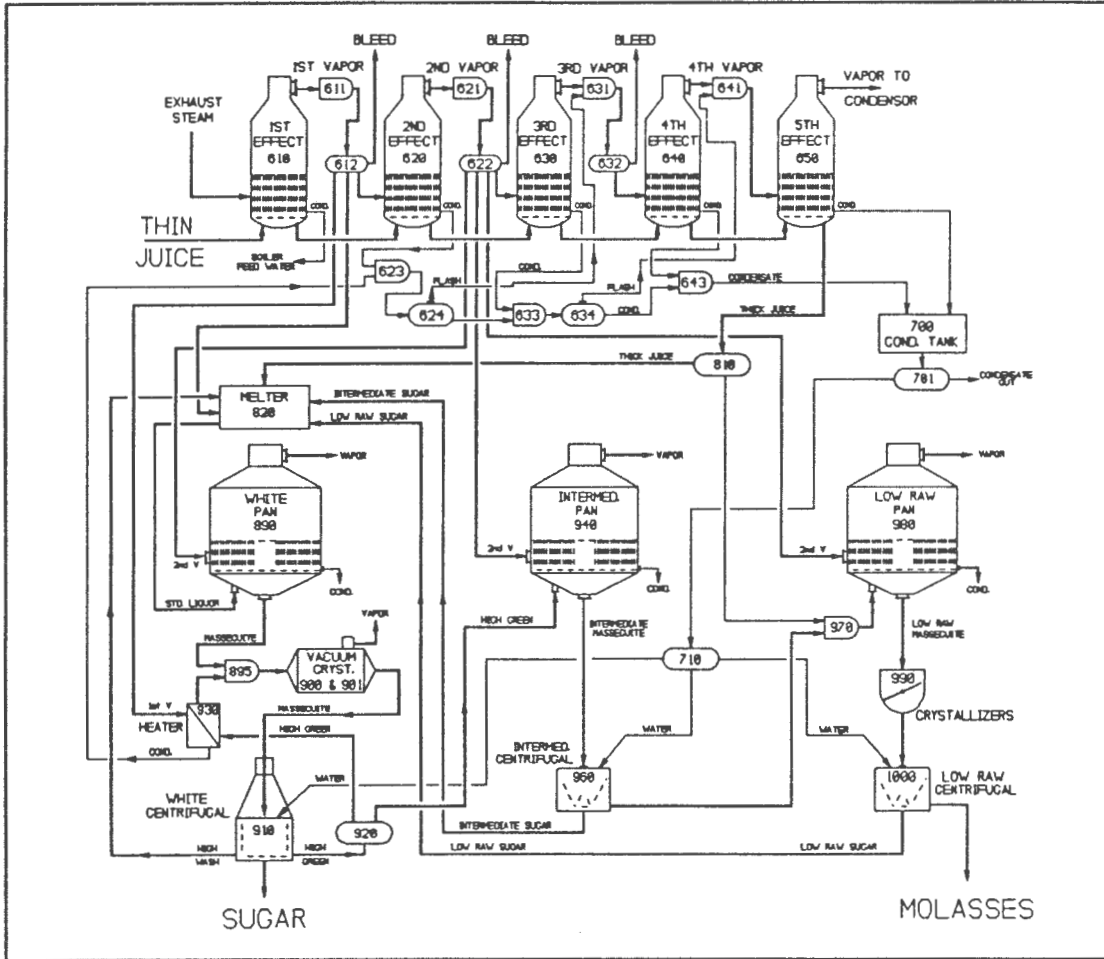 BLEED
BLEED
BLEED
1ST VAPOR
2ND VAPOR
3RD VAPOR
4TH VAPOR
611
621
631
641
VAPOR TO
CONDENSOR
EXHAUST
STEAM
1ST
EFFECT
610
2ND
EFFECT
620
3RD
EFFECT
630
4TH
EFFECT
640
5TH
EFFECT
650
612
622
632
COND.
COND
COND
COND
COND
THIN
JUICE
BOILER
FEED WATER
623
COND.
643
CONDENSATE
FLASH
FLASH
624
633
634
COND.
THICK JUICE
700
COND. TANK
THICK JUICE
810
701
CONDENSATE
OUT
MELTER
820
INTERMEDIATE SUGAR
LOW RAW SUGAR
VAPOR
VAPOR
VAPOR
WHITE
PAN
890
INTERMED.
PAN
940
LOW RAW
PAN
980
2nd V
2nd V
2nd V
COND.
COND.
COND.
STD LIQUOR
MASSECUITE
VAPOR
HIGH GREEN
INTERMEDIATE
MASSECUITE
970
LOW RAW
MASSECUITE
895
VACUUM
CRYST.
900 & 901
710
990
CRYSTALLIZERS
1st V
930
HEATER
MASSECUITE
HIGH GREEN
COND.
WATER
WATER
WATER
INTERMED.
CENTRIFUGAL
960
1000
LOW RAW
CENTRIFUGAL
WHITE
CENTRIFUGAL
910
920
INTERMEDIATE SUGAR
HIGH
WASH
HIGH
GREEN
LOW RAW SUGAR
LOW RAW SUGAR
SUGAR
MOLASSES